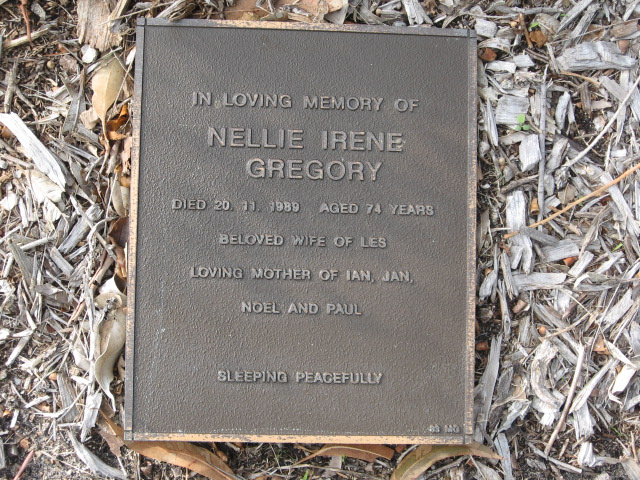 IN LOVING MEMORY OF
NELLIE IRENE
GREGORY
DIED 20. 11. 1989 AGED 74 YEARS
BELOVED WIFE OF LES
LOVING MOTHER OF IAN, JAN,
NOEL AND PAUL
SLEEPING PEACEFULLY